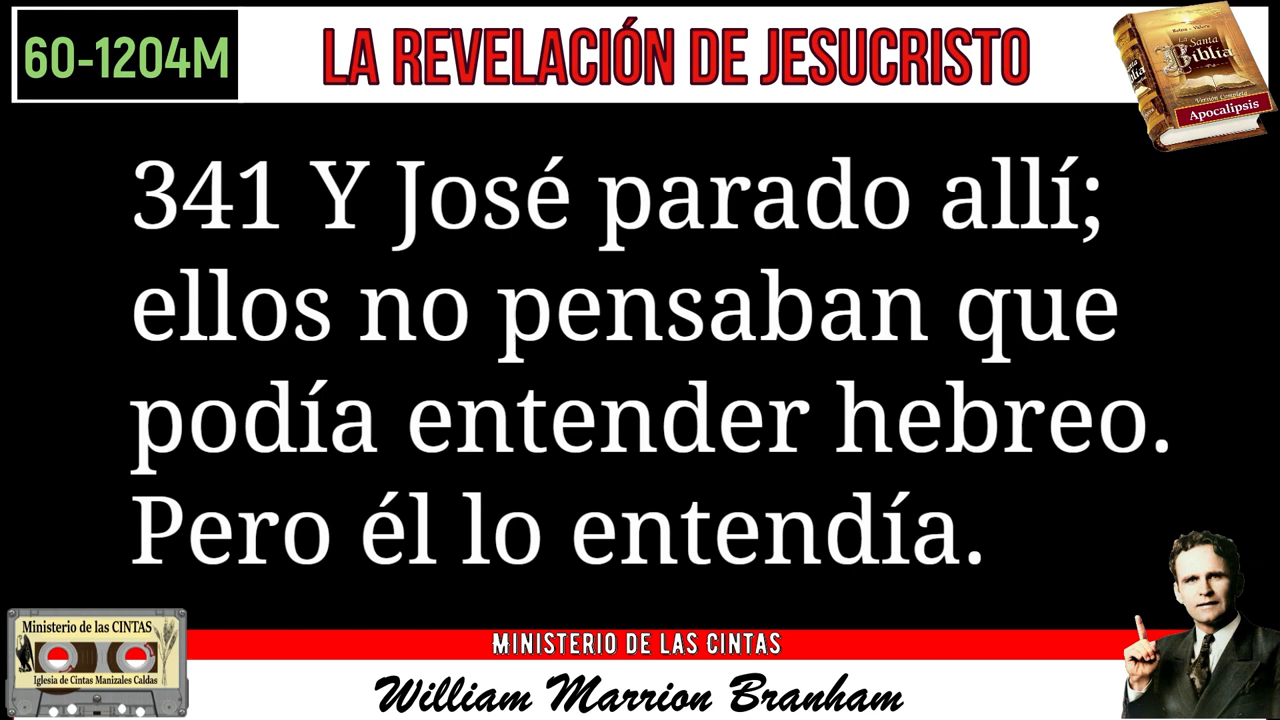 60-1204M
LA REVELACIÓN DE JESUCRISTO
La Santa
Biblia
Apocalipsis
341 Y José parado allí;
ellos no pensaban que
podía entender hebreo.
Pero él lo entendía.
Ministerio de las CINTAS
Iglesia de Cintas Manizales Caldas
MINISTERIO DE LAS CINTAS
William Marrion Branham